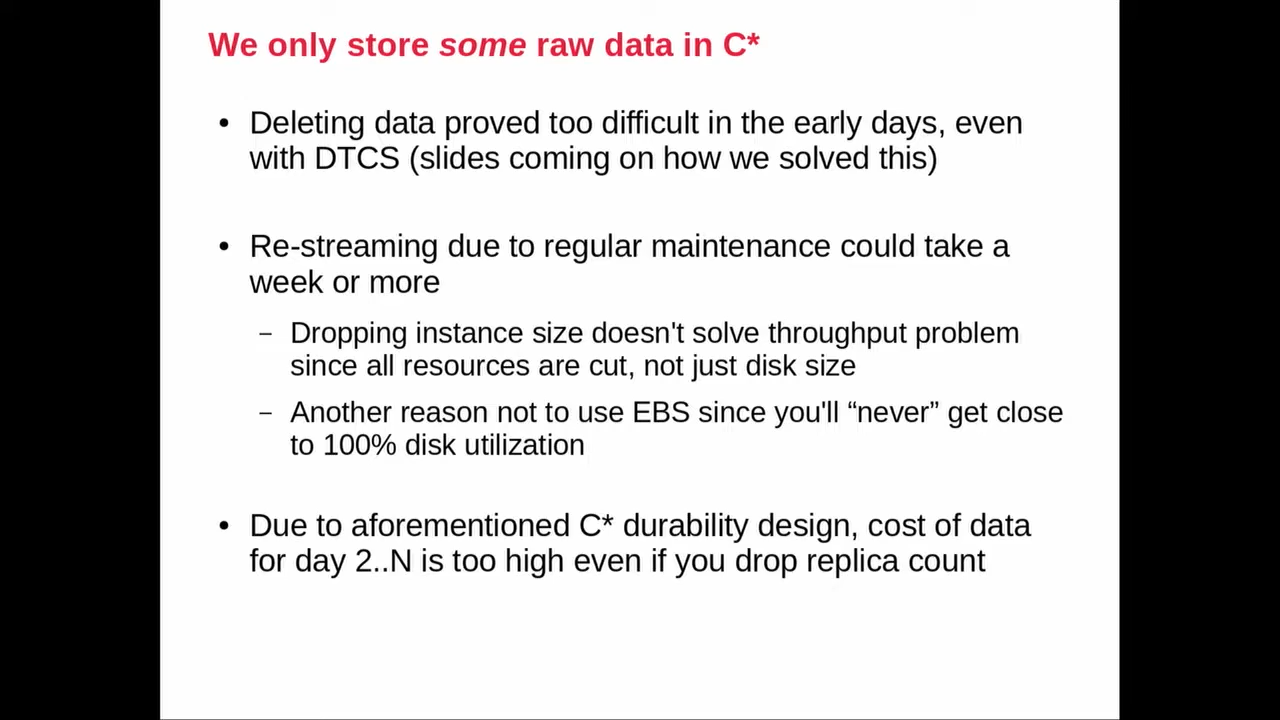 We only store some raw data in C*
• Deleting data proved too difficult in the early days, even
with DTCS (slides coming on how we solved this)
• Re-streaming due to regular maintenance could take a
week or more
– Dropping instance size doesn't solve throughput problem
since all resources are cut, not just disk size
– Another reason not to use EBS since you'll “never” get close
to 100% disk utilization
• Due to aforementioned C* durability design, cost of data
for day 2..N is too high even if you drop replica count